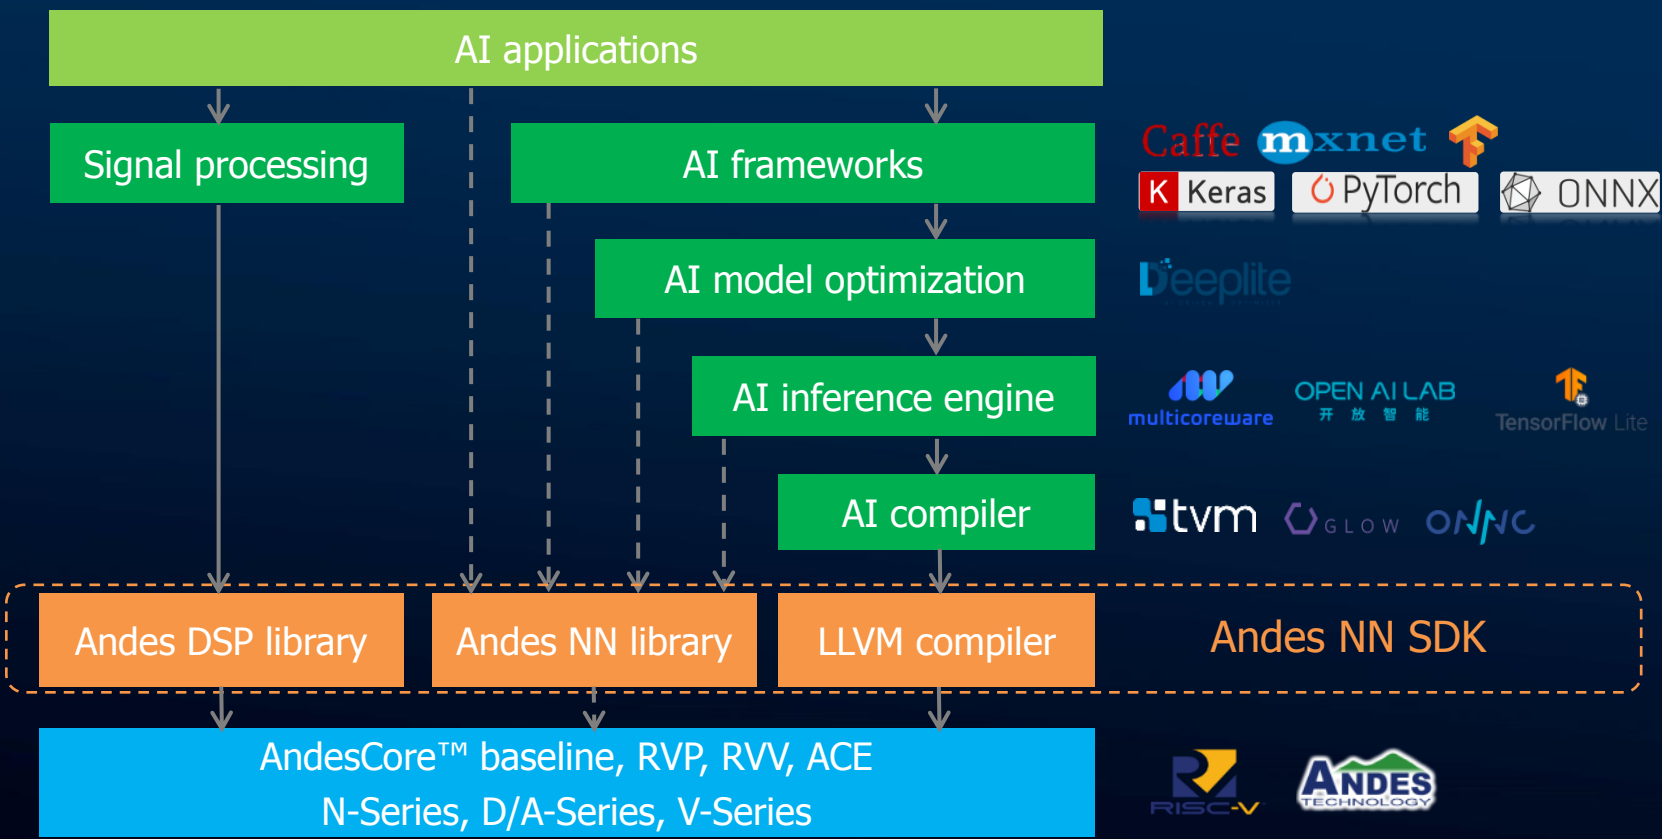 AI applications
Signal processing
AI frameworks
Caffe mxnet
K Keras PyTorch ONNX
AI model optimization
Deeplite
AI inference engine
multicoreware
OPEN AI LAB
开放智能
TensorFlow Lite
AI compiler
tvm GLOW ONNC
Andes DSP library
Andes NN library
LLVM compiler
Andes NN SDK
AndesCore™ baseline, RVP, RVV, ACE
N-Series, D/A-Series, V-Series
RISC-V
ANDES
TECHNOLOGY